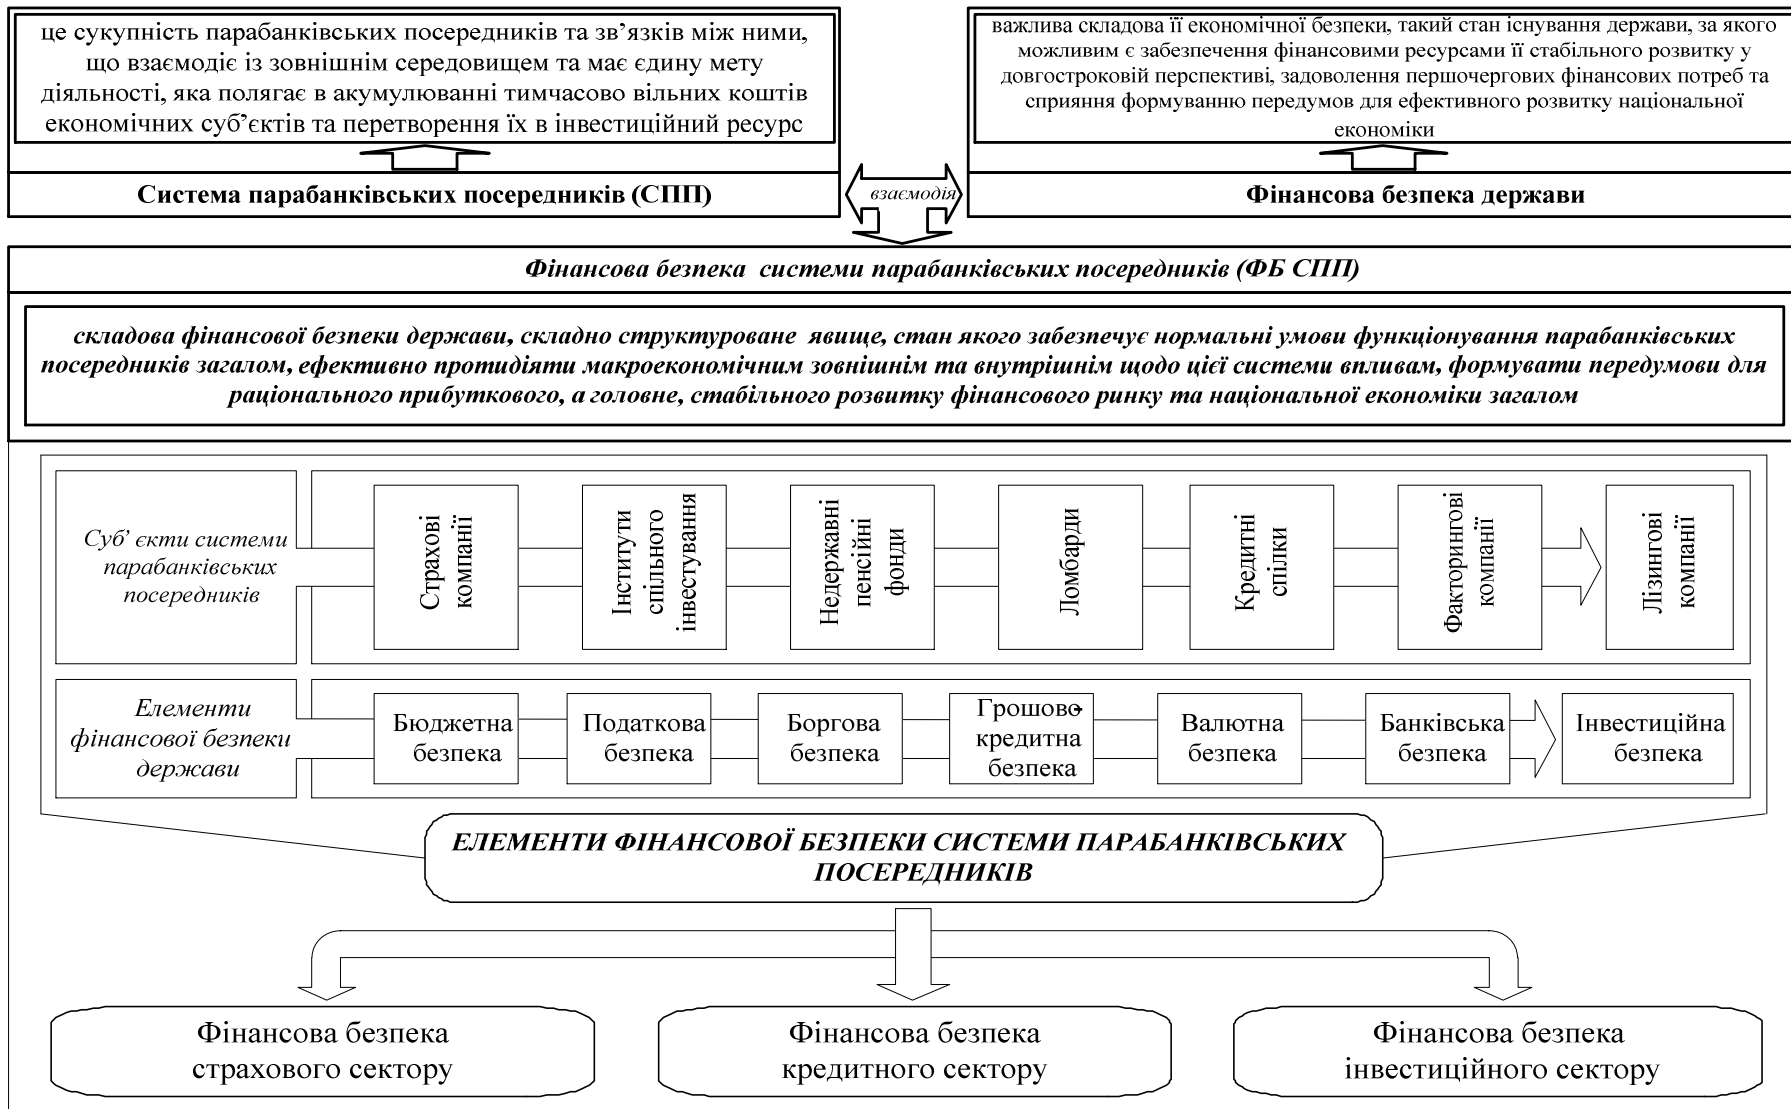 це сукупність парабанківських посередників та зв’язків між ними,
що взаємодіє із зовнішнім середовищем та має єдину мету
діяльності, яка полягає в акумулюванні тимчасово вільних коштів
економічних суб’єктів та перетворення їх в інвестиційний ресурс
Система парабанківських посередників (СПП)
взаємодія
важлива складова її економічної безпеки, такий стан існування держави, за якого
можливим є забезпечення фінансовими ресурсами її стабільного розвитку у
довгостроковій перспективі, задоволення першочергових фінансових потреб та
сприяння формуванню передумов для ефективного розвитку національної
економіки
Фінансова безпека держави
Фінансова безпека системи парабанківських посередників (ФБ СПП)
складова фінансової безпеки держави, складно структуроване явище, стан якого забезпечує нормальні умови функціонування парабанківських
посередників загалом, ефективно протидіяти макроекономічним зовнішнім та внутрішнім щодо цієї системи впливам, формувати передумови для
раціонального прибуткового, а головне, стабільного розвитку фінансового ринку та національної економіки загалом
Суб’ єкти системи
парабанківських
посередників
Страхові
компанії
Інститути
спільного
інвестування
Недержавні
пенсійні
фонди
Ломбарди
Кредитні
спілки
Факторингові
компанії
Лізингові
компанії
Елементи
фінансової безпеки
держави
Бюджетна
безпека
Податкова
безпека
Боргова
безпека
Грошово-
кредитна
безпека
Валютна
безпека
Банківська
безпека
Інвестиційна
безпека
ЕЛЕМЕНТИ ФІНАНСОВОЇ БЕЗПЕКИ СИСТЕМИ ПАРАБАНКІВСЬКИХ
ПОСЕРЕДНИКІВ
Фінансова безпека
страхового сектору
Фінансова безпека
кредитного сектору
Фінансова безпека
інвестиційного сектору